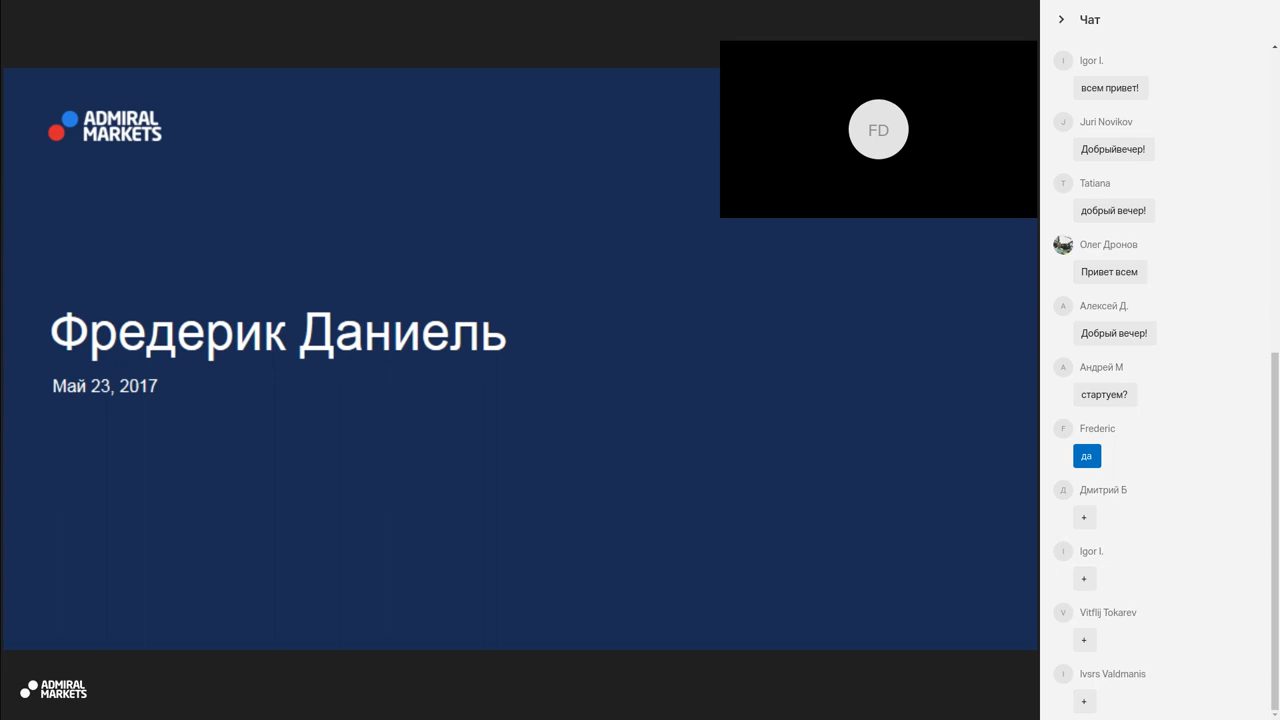 ADMIRAL
MARKETS
FD
Фредерик Даниель
Май 23, 2017
ADMIRAL
MARKETS
Чат
I
Igor I.
всем привет!
J
Juri Novikov
Добрыйвечер!
T
Tatiana
добрый вечер!
Олег Дронов
Привет всем
А
Алексей Д.
Добрый вечер!
А
Андрей М
стартуем?
F
Frederic
да
Д
Дмитрий Б
+
I
Igor I.
+
V
Vitflij Tokarev
+
I
Ivsrs Valdmanis
+